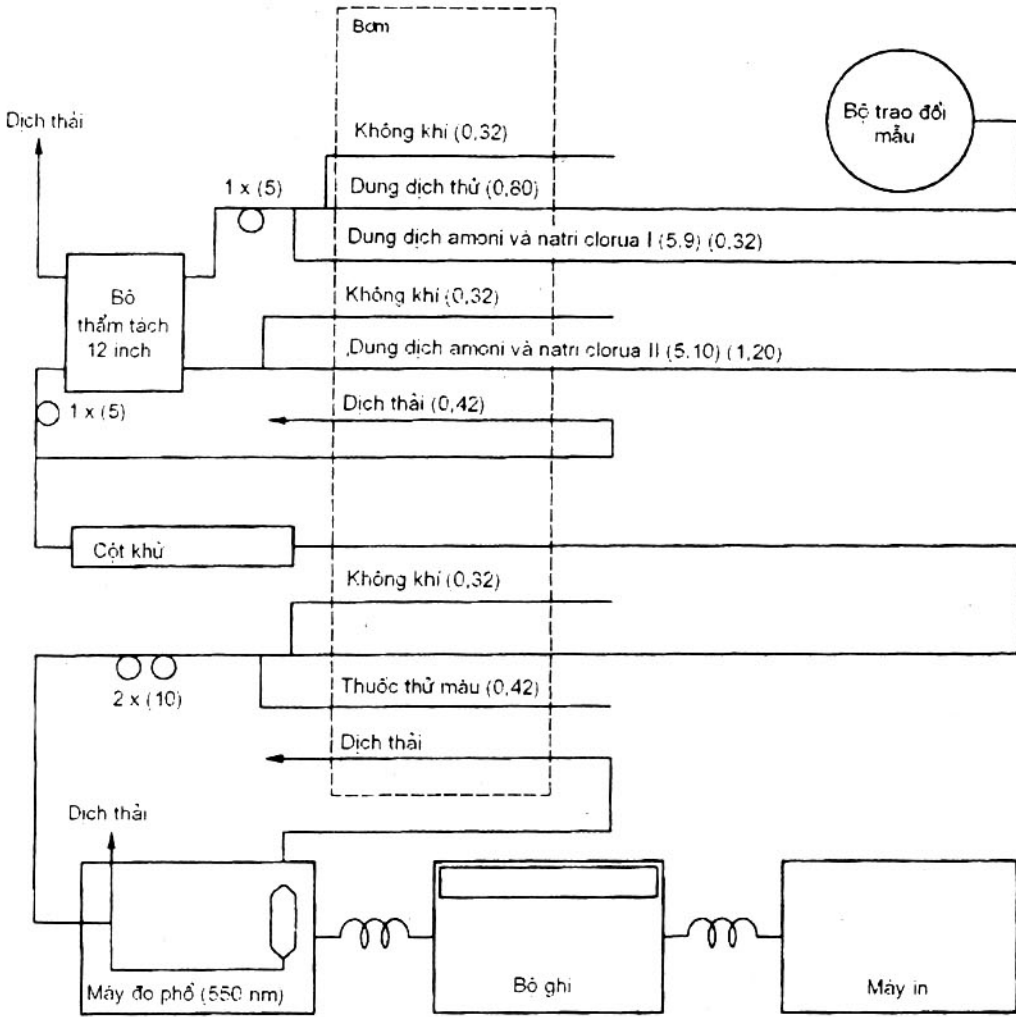 Bơm
Dịch thải
Bộ trao đổi
mẫu
Không khí (0,32)
1 x (5)
Dung dịch thử (0,80)
Dung dịch amoni và natri clorua I (5.9) (0,32)
Bộ
thẩm tách
12 inch
Không khí (0,32)
Dung dịch amoni và natri clorua II (5.10) (1,20)
1 x (5)
Dịch thải (0,42)
Cột khử
Không khí (0,32)
2 x (10)
Thuốc thử màu (0,42)
Dịch thải
Dịch thải
Máy đo phổ (550 nm)
Bộ ghi
Máy in